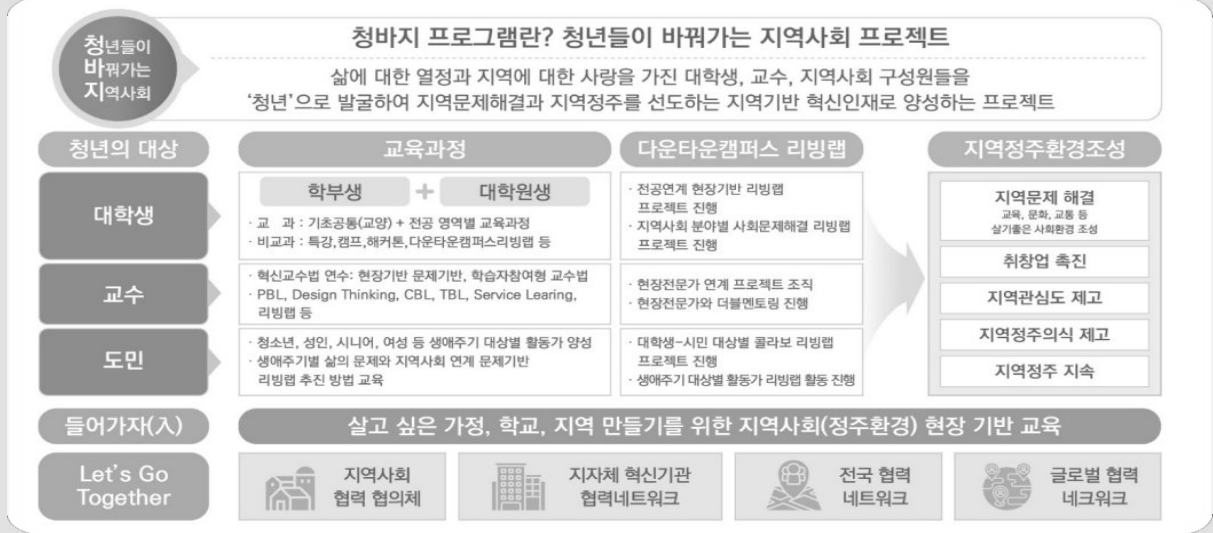 청년들이
바꿔가는
지역사회
청바지 프로그램란? 청년들이 바꿔가는 지역사회 프로젝트
삶에 대한 열정과 지역에 대한 사랑을 가진 대학생, 교수, 지역사회 구성원들을
‘청년’으로 발굴하여 지역문제해결과 지역정주를 선도하는 지역기반 혁신인재로 양성하는 프로젝트
청년의 대상
교육과정
다운타운캠퍼스 리빙랩
지역정주환경조성
대학생
학부생 + 대학원생
· 교 과 : 기초공통(교양) + 전공 영역별 교육과정
· 비교과 : 특강,캠프,해커톤,다운타운캠퍼스리빙랩 등
· 전공연계 현장기반 리빙랩
프로젝트 진행
· 지역사회 분야별 사회문제해결 리빙랩
프로젝트 진행
교수
· 혁신교수법 연수: 현장기반 문제기반, 학습자참여형 교수법
· PBL, Design Thinking, CBL, TBL, Service Learing,
리빙랩 등
· 현장전문가 연계 프로젝트 조직
· 현장전문가와 더블멘토링 진행
도민
· 청소년, 성인, 시니어, 여성 등 생애주기 대상별 활동가 양성
· 생애주기별 삶의 문제와 지역사회 연계 문제기반
리빙랩 추진 방법 교육
· 대학생-시민 대상별 콜라보 리빙랩
프로젝트 진행
· 생애주기 대상별 활동가 리빙랩 활동 진행
지역문제 해결
교육, 문화, 교통 등
살기좋은 사회환경 조성
취창업 촉진
지역관심도 제고
지역정주의식 제고
지역정주 지속
들어가자(入)
살고 싶은 가정, 학교, 지역 만들기를 위한 지역사회(정주환경) 현장 기반 교육
Let's Go
Together
지역사회
협력 협의체
지자체 혁신기관
협력네트워크
전국 협력
네트워크
글로벌 협력
네크워크